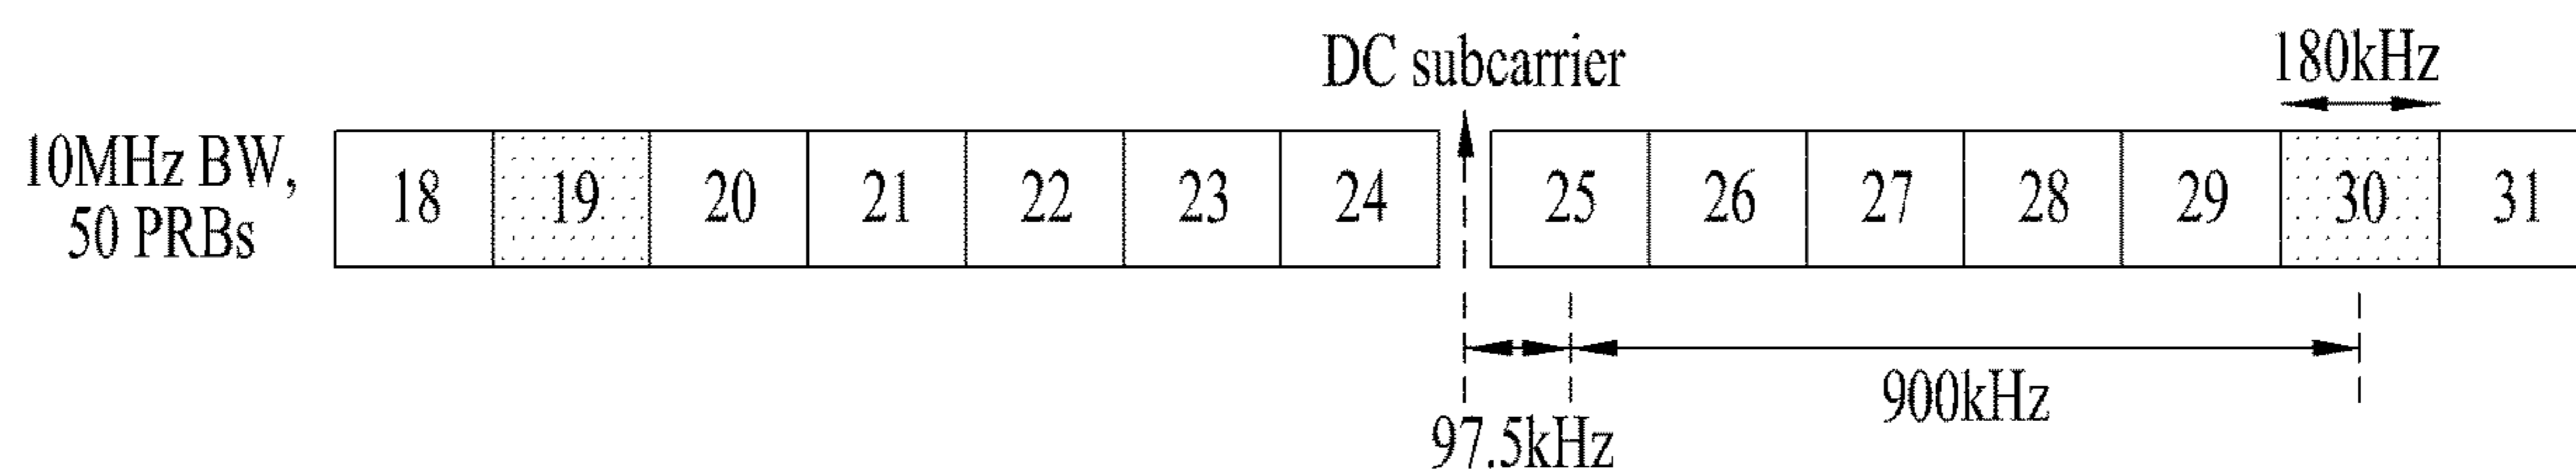 DC subcarrier
180kHz
10MHz BW,
50 PRBs
18 19 20 21 22 23 24 25 26 27 28 29 30 31
97.5kHz
900kHz